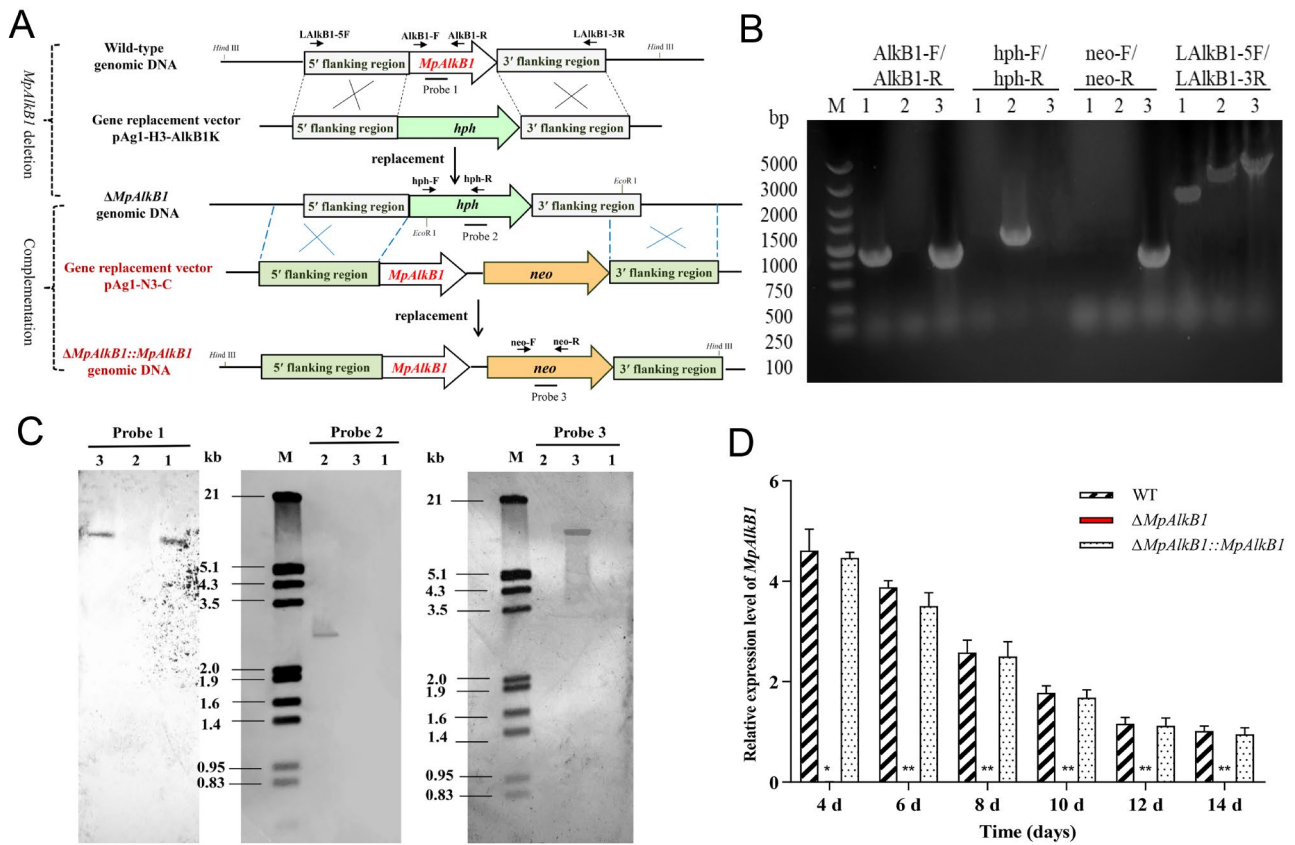 A
MpAlkB1 deletion
Complementation
Wild-type
genomic DNA
Hind III
LAlkB1-5F
AlkB1-F
AlkB1-R
LAlkB1-3R
Hind III
5′ flanking region
MpAlkB1
3′ flanking region
Probe 1
Gene replacement vector
pAg1-H3-AlkB1K
5′ flanking region
hph
3′ flanking region
replacement
ΔMpAlkB1
genomic DNA
hph-F
hph-R
EcoR I
5′ flanking region
hph
3′ flanking region
EcoR I
Probe 2
Gene replacement vector
pAg1-N3-C
5′ flanking region
MpAlkB1
neo
3′ flanking region
replacement
ΔMpAlkB1::MpAlkB1
genomic DNA
Hind III
neo-F
neo-R
Hind III
5′ flanking region
MpAlkB1
neo
3′ flanking region
Probe 3
B
AlkB1-F/ hph-F/ neo-F/ LAlkB1-5F/
AlkB1-R hph-R neo-R LAlkB1-3R
M 1 2 3 1 2 3 1 2 3 1 2 3
bp
5000
3000
2000
1500
1000
750
500
250
100
C
Probe 1 Probe 2 Probe 3
3 2 1 kb M 2 3 1 kb M 2 3 1
21
5.1
4.3
3.5
2.0
1.9
1.6
1.4
0.95
0.83
21
5.1
4.3
3.5
2.0
1.9
1.6
1.4
0.95
0.83
D
Relative expression level of MpAlkB1
6
4
2
0
WT
ΔMpAlkB1
ΔMpAlkB1::MpAlkB1
* ** ** ** ** **
4 d 6 d 8 d 10 d 12 d 14 d
Time (days)